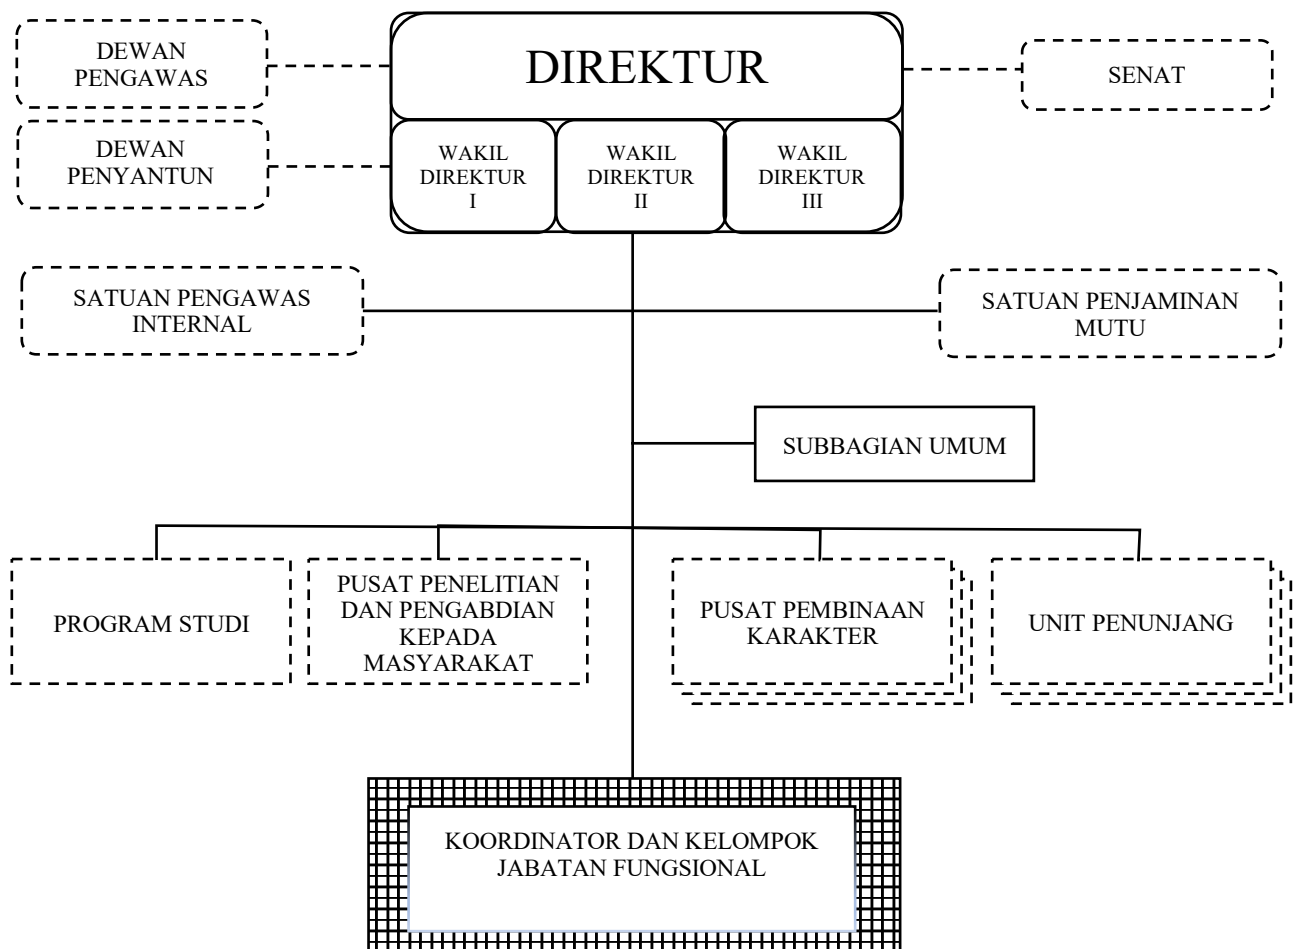 DEWAN
PENGAWAS
DIREKTUR
SENAT
DEWAN
PENYANTUN
WAKIL
DIREKTUR
I
WAKIL
DIREKTUR
II
WAKIL
DIREKTUR
III
SATUAN PENGAWAS
INTERNAL
SATUAN PENJAMINAN
MUTU
SUBBAGIAN UMUM
PROGRAM STUDI
PUSAT PENELITIAN
DAN PENGABDIAN
KEPADA
MASYARAKAT
PUSAT PEMBINAAN
KARAKTER
UNIT PENUNJANG
KOORDINATOR DAN KELOMPOK
JABATAN FUNGSIONAL